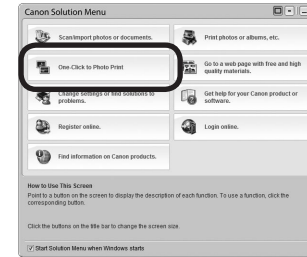 Canon Solution Menu
Scan/Import photos or documents.
Print photos or albums, etc.
One-Click to Photo Print
Go to a web page with free and high
quality materials.
Change settings or find solutions to
problems.
Get help for your Canon product or
software.
Register online.
Login online.
Find information on Canon products.
How to Use This Screen
Point to a button on the screen to display the description of each function. To use a function, click the
corresponding button.
Click the buttons on the title bar to change the screen size.
Start Solution Menu when Windows starts